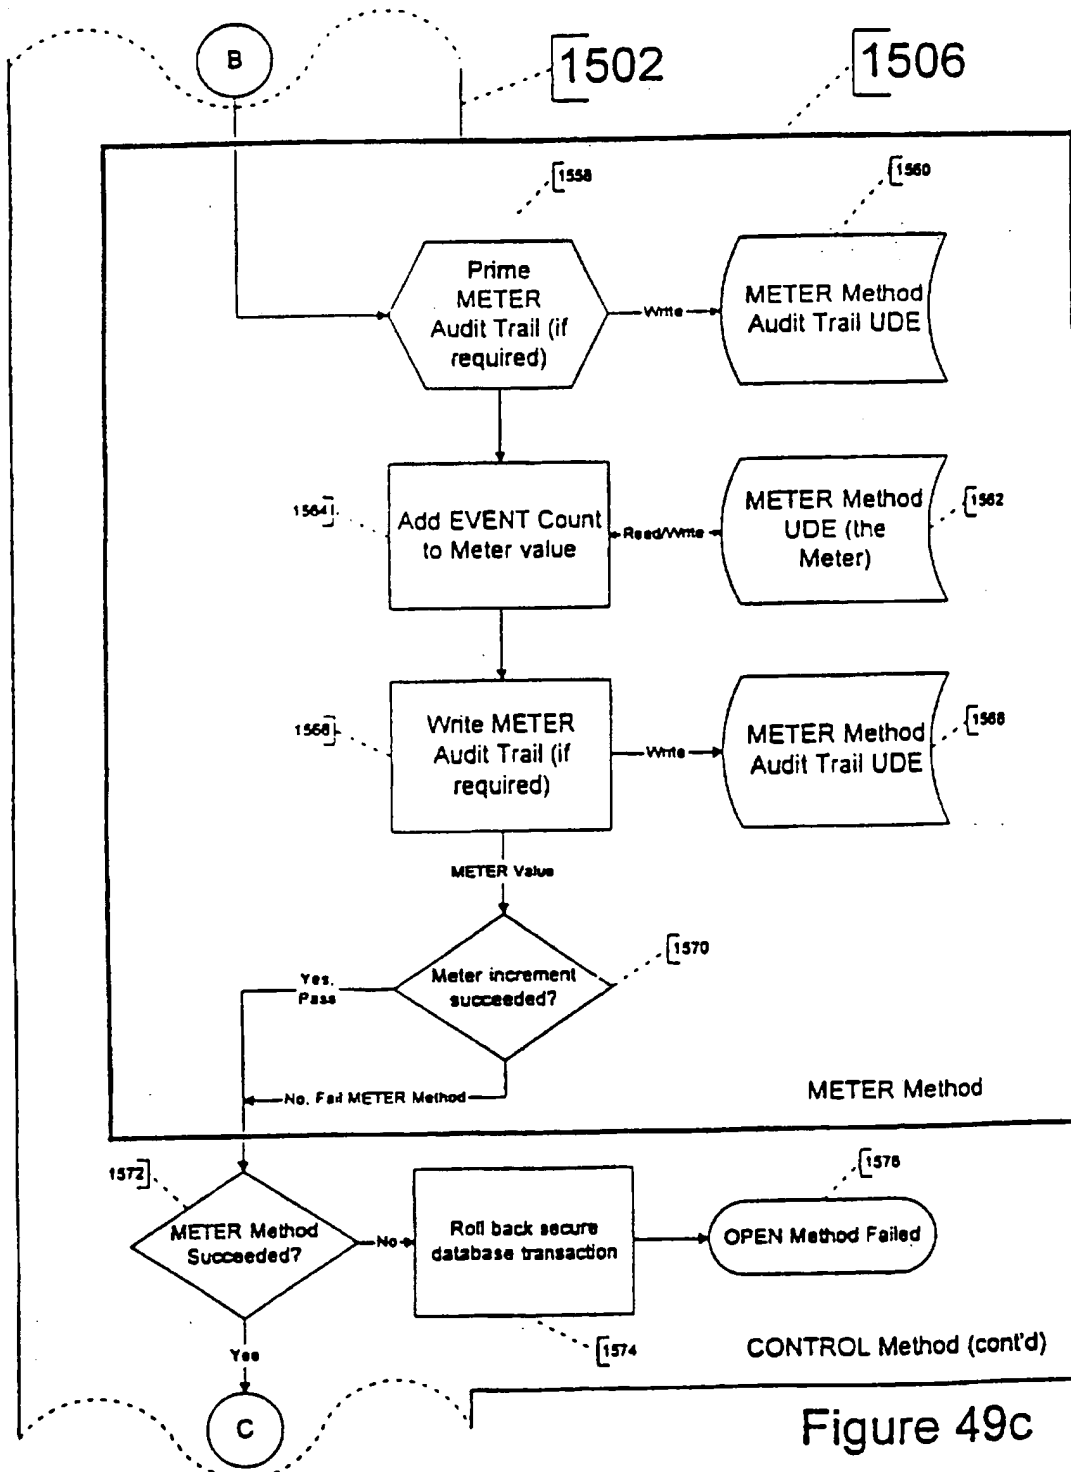 B
1502
1506
1558
1560
Prime
METER
Audit Trail (if
required)
Write
METER Method
Audit Trail UDE
1564
Add EVENT Count
to Meter value
Read/Write
METER Method
UDE (the
Meter)
1562
1566
Write METER
Audit Trail (if
required)
Write
METER Method
Audit Trail UDE
1568
METER Value
Meter increment
succeeded?
1570
Yes,
Pass
No, Fail METER Method
METER Method
1572
METER Method
Succeeded?
No
Roll back secure
database transaction
1576
OPEN Method Failed
1574
Yes
CONTROL Method (cont'd)
C
Figure 49c